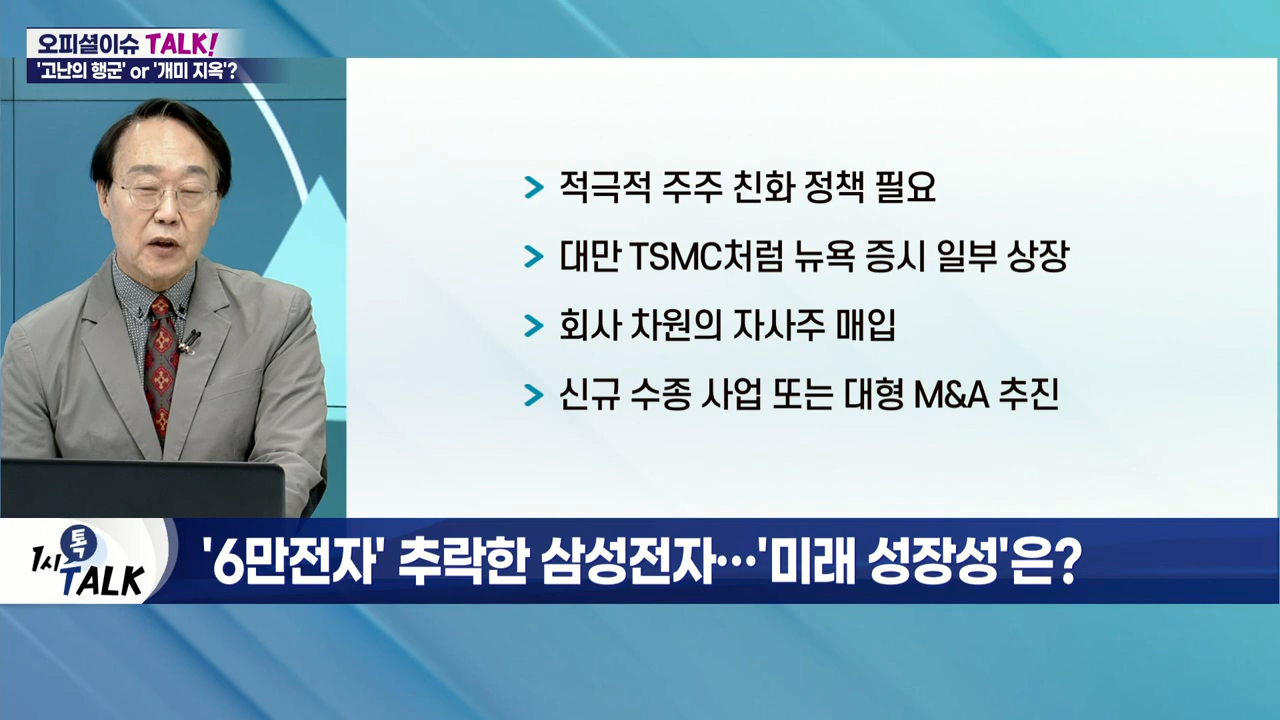 오피셜이슈 TALK!
'고난의 행군' or '개미 지옥'?
> 적극적 주주 친화 정책 필요
> 대만 TSMC처럼 뉴욕 증시 일부 상장
> 회사 차원의 자사주 매입
> 신규 수종 사업 또는 대형 M&A 추진
1시 톡 TALK
'6만전자' 추락한 삼성전자…'미래 성장성'은?